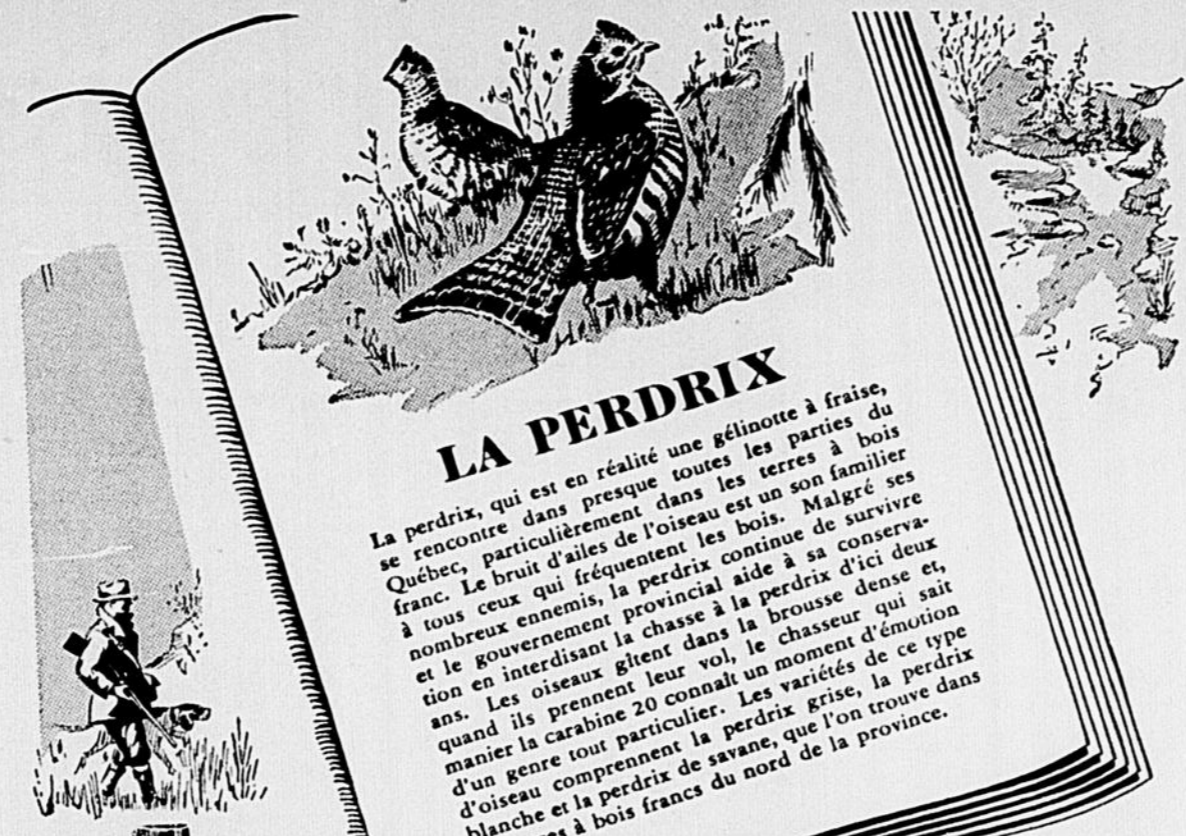 LA PERDRIX
La perdrix, qui est en réalité une gélinotte à fraise,
se rencontre dans presque toutes les parties du
Québec, particulièrement dans les terres à bois
franc. Le bruit d'ailes de l'oiseau est un son familier
à tous ceux qui fréquentent les bois. Malgré ses
nombreux ennemis, la perdrix continue de survivre
et le gouvernement provincial aide à sa conserva-
tion en interdisant la chasse à la perdrix d'ici deux
ans. Les oiseaux gîtent dans la brousse dense et,
quand ils prennent leur vol, le chasseur qui sait
manier la carabine 20 connaît un moment d'émotion
d'un genre tout particulier. Les variétés de ce type
d'oiseau comprennent la perdrix grise, la perdrix
blanche et la perdrix de savane, que l'on trouve dans
à bois francs du nord de la province.